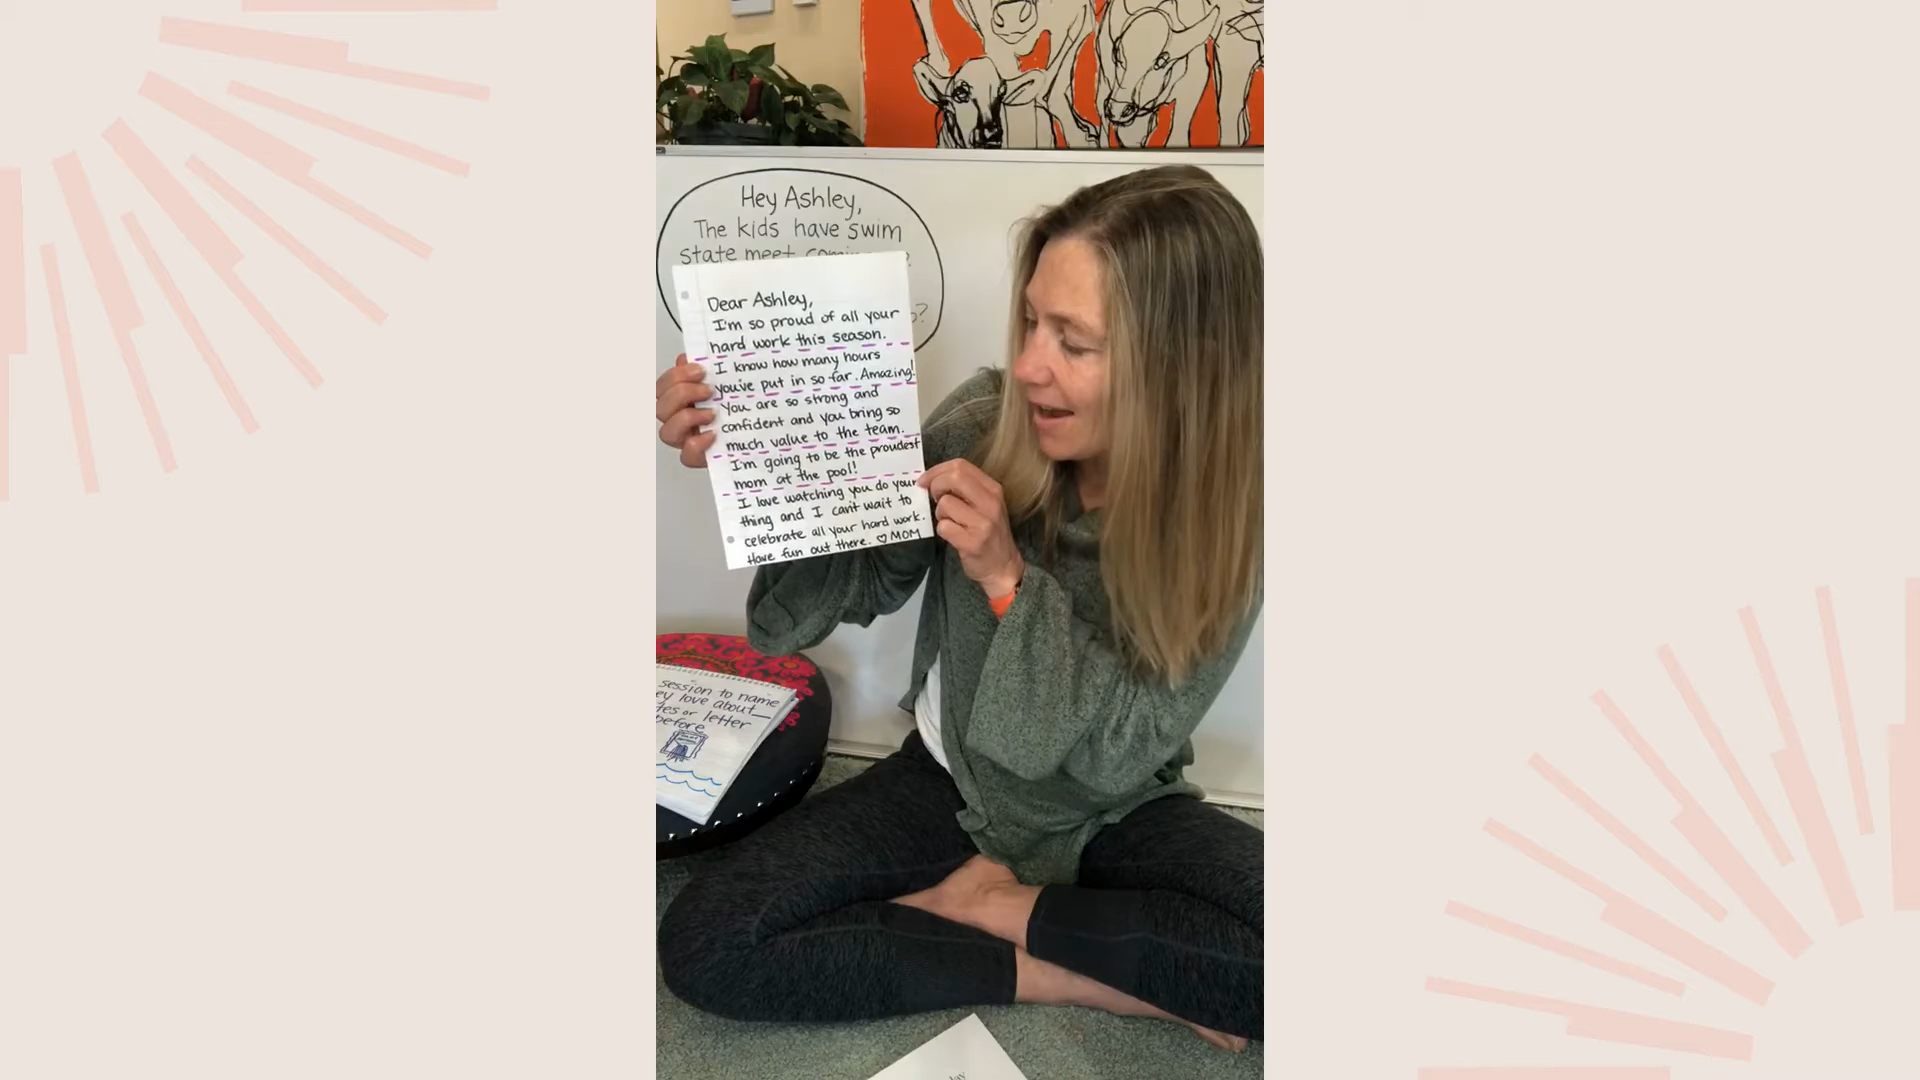 Hey Ashley,
The kids have swim
state meet
?
Dear Ashley,
I'm so proud of all your
hard work this season.
I know how many hours
you've put in so far. Amazing!
You are so strong and
confident and you bring so
much value to the team.
I'm going to be the proudest
mom at the pool!
I love watching you do your
thing and I can't wait to
celebrate all your hard work.
Have fun out there. ♡ MOM
session to name
ey love about__
tes or letter
before